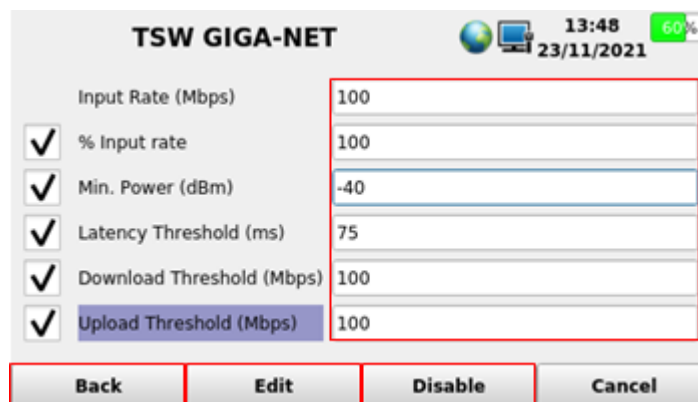 TSW GIGA-NET
13:48
23/11/2021
60%
Input Rate (Mbps) 100
% Input rate 100
Min. Power (dBm) -40
Latency Threshold (ms) 75
Download Threshold (Mbps) 100
Upload Threshold (Mbps) 100
Back Edit Disable Cancel